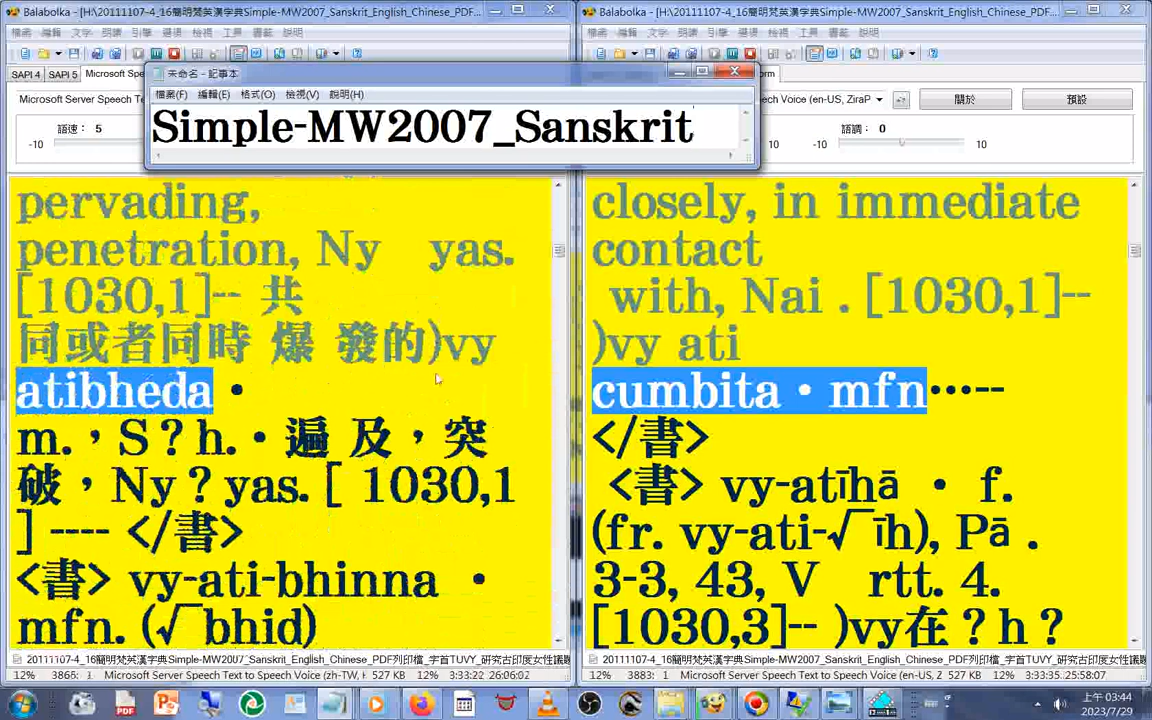 Balabolka - [H:\20111107-4_16簡明梵英漢字典Simple-MW2007_Sanskrit_English_Chinese_PDF...
Balabolka - [H:\20111107-4_16簡明梵英漢字典Simple-MW2007_Sanskrit_English_Chinese_PDF...
SAPI 4
SAPI 5
未命名 - 記事本
檔案(F) 編輯(E) 格式(O) 檢視(V) 說明(H)
Simple-MW2007_Sanskrit
Microsoft Server Speech T
eech Voice (en-US, ZiraP
關於
預設
語速： 5
語調： 0
-10
10
-10
10
pervading,
penetration, Ny yas.
[1030,1]-- 共
同或者同時 爆 發的)vy
atibheda •
m.，S？h.•遍 及，突
破，Ny？yas. [ 1030,1
] ---- </書>
<書> vy-ati-bhinna •
mfn. (√ bhid)
closely, in immediate
contact
with, Nai . [1030,1]--
)vy ati
cumbita • mfn•••--
</書>
<書> vy-atīhā • f.
(fr. vy-ati-√ īh), Pā .
3-3, 43, V rtt. 4.
[1030,3]-- )vy在？h？
20111107-4_16簡明梵英漢字典Simple-MW2007_Sanskrit_English_Chinese_PDF列印檔_字首TUVY_研究古印度女性議題
20111107-4_16簡明梵英漢字典Simple-MW2007_Sanskrit_English_Chinese_PDF列印檔_字首TUVY_研究古印度女性議題
12% 3866: 1 Microsoft Server Speech Text to Speech Voice (zh-TW, H 527 KB 12% 3:33:22 26:06:02
12% 3883: 1 Microsoft Server Speech Text to Speech Voice (en-US, Z 527 KB 12% 3:33:35 25:58:07
上午 03:44
2023/7/29